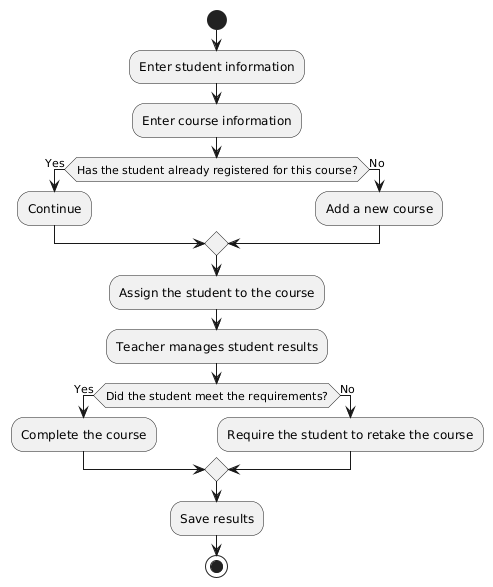 Enter student information
Enter course information
Yes
Has the student already registered for this course?
No
Continue
Add a new course
Assign the student to the course
Teacher manages student results
Yes
Did the student meet the requirements?
No
Complete the course
Require the student to retake the course
Save results